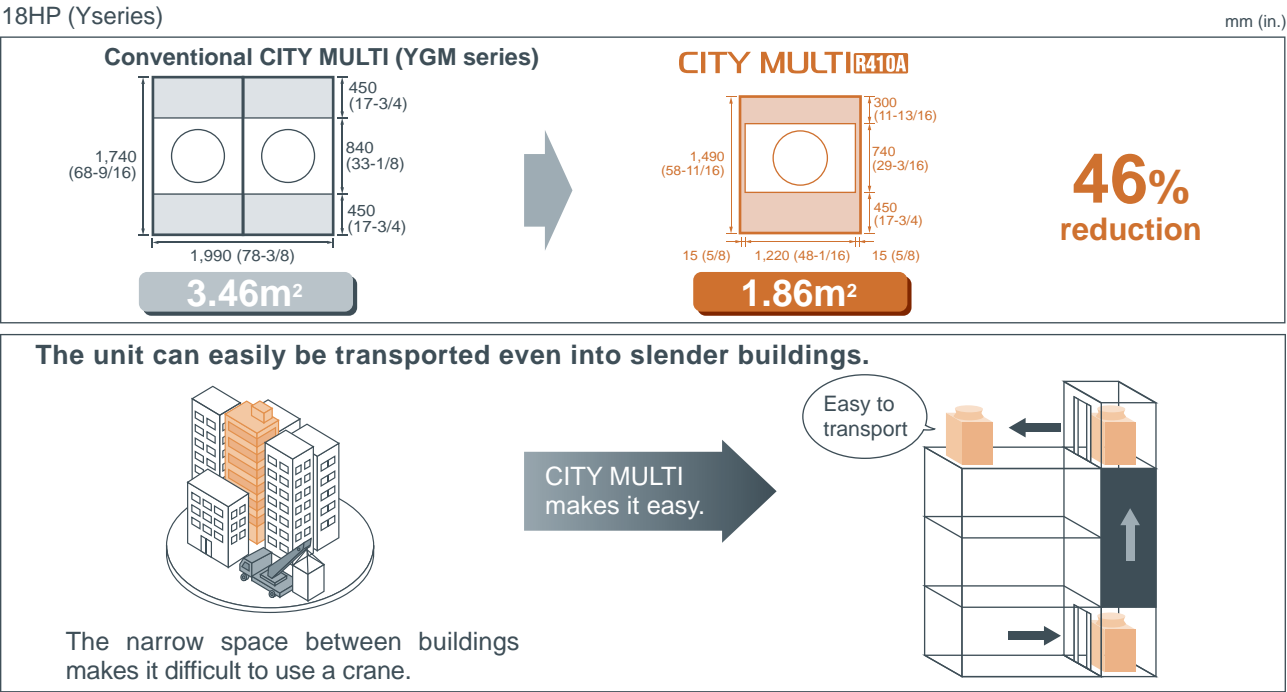 18HP (Yseries)
mm (in.)
Conventional CITY MULTI (YGM series)
450
(17-3/4)
1,740
(68-9/16)
840
(33-1/8)
450
(17-3/4)
1,990 (78-3/8)
3.46m²
CITY MULTI R410A
300
(11-13/16)
1,490
(58-11/16)
740
(29-3/16)
450
(17-3/4)
15 (5/8)
1,220 (48-1/16)
15 (5/8)
1.86m²
46%
reduction
The unit can easily be transported even into slender buildings.
The narrow space between buildings
makes it difficult to use a crane.
CITY MULTI
makes it easy.
Easy to
transport